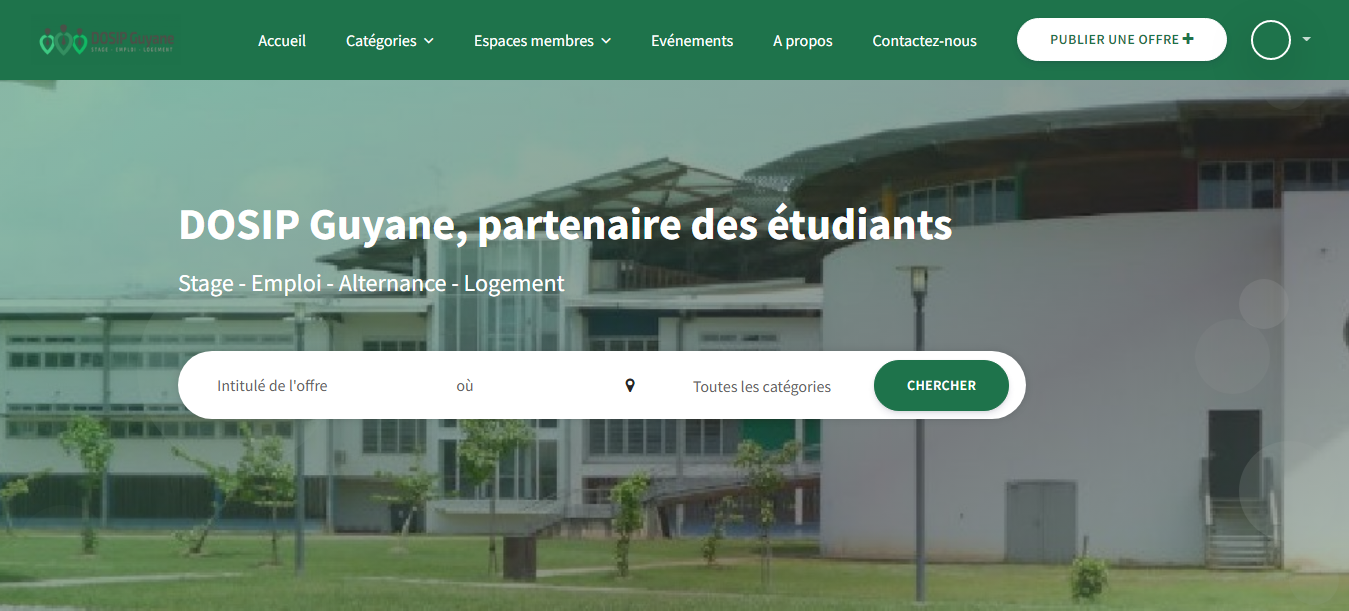 DOSIP Guyane
STAGE - EMPLOI - LOGEMENT
Accueil
Catégories
Espaces membres
Evénements
A propos
Contactez-nous
PUBLIER UNE OFFRE
DOSIP Guyane, partenaire des étudiants
Stage - Emploi - Alternance - Logement
Intitulé de l'offre
où
Toutes les catégories
CHERCHER